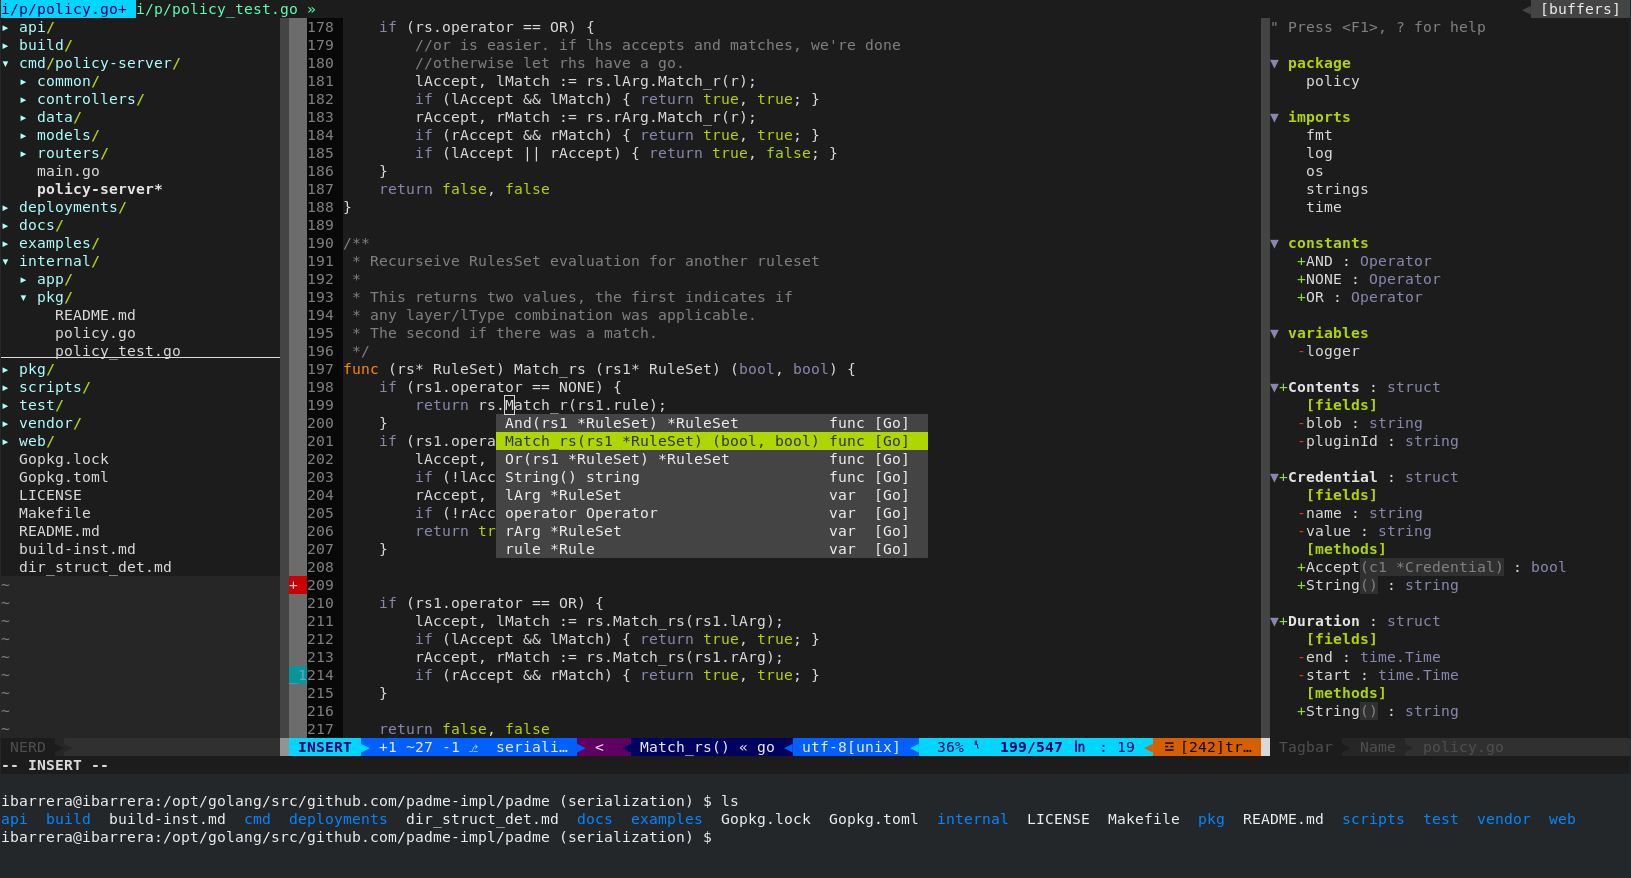 i/p/policy.go+ i/p/policy_test.go » [buffers]
▸ api/
▸ build/
▾ cmd/policy-server/
▸ common/
▸ controllers/
▸ data/
▸ models/
▸ routers/
main.go
policy-server*
▸ deployments/
▸ docs/
▸ examples/
▾ internal/
▸ app/
▾ pkg/
README.md
policy.go
policy_test.go
▸ pkg/
▸ scripts/
▸ test/
▸ vendor/
▸ web/
Gopkg.lock
Gopkg.toml
LICENSE
Makefile
README.md
build-inst.md
dir_struct_det.md
~
~
~
~
~
~
~
~
~
NERD
178     if (rs.operator == OR) {
179         //or is easier. if lhs accepts and matches, we're done
180         //otherwise let rhs have a go.
181         lAccept, lMatch := rs.lArg.Match_r(r);
182         if (lAccept && lMatch) { return true, true; }
183         rAccept, rMatch := rs.rArg.Match_r(r);
184         if (rAccept && rMatch) { return true, true; }
185         if (lAccept || rAccept) { return true, false; }
186     }
187     return false, false
188 }
189
190 /**
191  * Recurseive RulesSet evaluation for another ruleset
192  *
193  * This returns two values, the first indicates if
194  * any layer/lType combination was applicable.
195  * The second if there was a match.
196  */
197 func (rs* RuleSet) Match_rs (rs1* RuleSet) (bool, bool) {
198     if (rs1.operator == NONE) {
199         return rs.Match_r(rs1.rule);
200     } And(rs1 *RuleSet) *RuleSet func [Go]
201     if (rs1.opera Match_rs(rs1 *RuleSet) (bool, bool) func [Go]
202         lAccept, Or(rs1 *RuleSet) *RuleSet func [Go]
203         if (!lAcc String() string func [Go]
204         rAccept, lArg *RuleSet var [Go]
205         if (!rAcc operator Operator var [Go]
206         return tr rArg *RuleSet var [Go]
207     } rule *Rule var [Go]
208
+ 209
210     if (rs1.operator == OR) {
211         lAccept, lMatch := rs.Match_rs(rs1.lArg);
212         if (lAccept && lMatch) { return true, true; }
213         rAccept, rMatch := rs.Match_rs(rs1.rArg);
_1 214         if (rAccept && rMatch) { return true, true; }
215     }
216
217     return false, false
INSERT +1 ~27 -1 seriali… < Match_rs() « go utf-8[unix] 36% 199/547 ln : 19 ☲ [242]tr…
" Press <F1>, ? for help
▼ package
policy
▼ imports
fmt
log
os
strings
time
▼ constants
+AND : Operator
+NONE : Operator
+OR : Operator
▼ variables
-logger
▼+Contents : struct
[fields]
-blob : string
-pluginId : string
▼+Credential : struct
[fields]
-name : string
-value : string
[methods]
+Accept(c1 *Credential) : bool
+String() : string
▼+Duration : struct
[fields]
-end : time.Time
-start : time.Time
[methods]
+String() : string
Tagbar Name policy.go
-- INSERT --
ibarrera@ibarrera:/opt/golang/src/github.com/padme-impl/padme (serialization) $ ls
api build build-inst.md cmd deployments dir_struct_det.md docs examples Gopkg.lock Gopkg.toml internal LICENSE Makefile pkg README.md scripts test vendor web
ibarrera@ibarrera:/opt/golang/src/github.com/padme-impl/padme (serialization) $